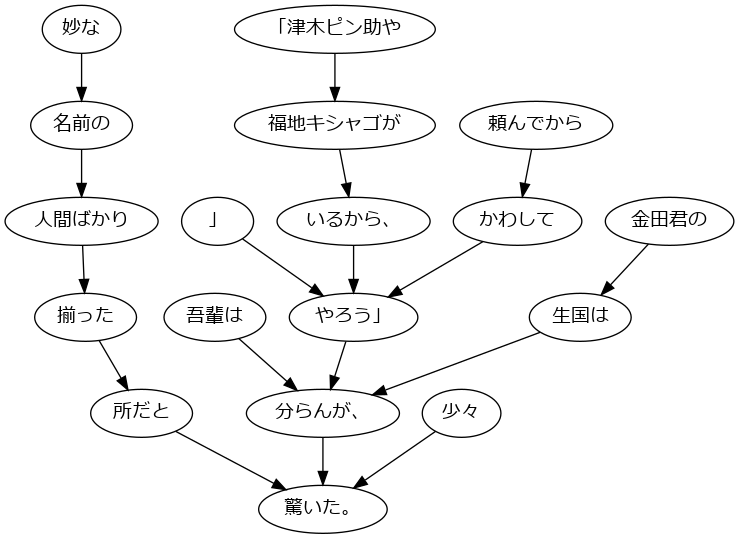 妙な
「津木ピン助や
名前の
福地キシャゴが
頼んでから
人間ばかり
」
いるから、
かわして
金田君の
揃った
吾輩は
やろう」
生国は
所だと
分らんが、
少々
驚いた。